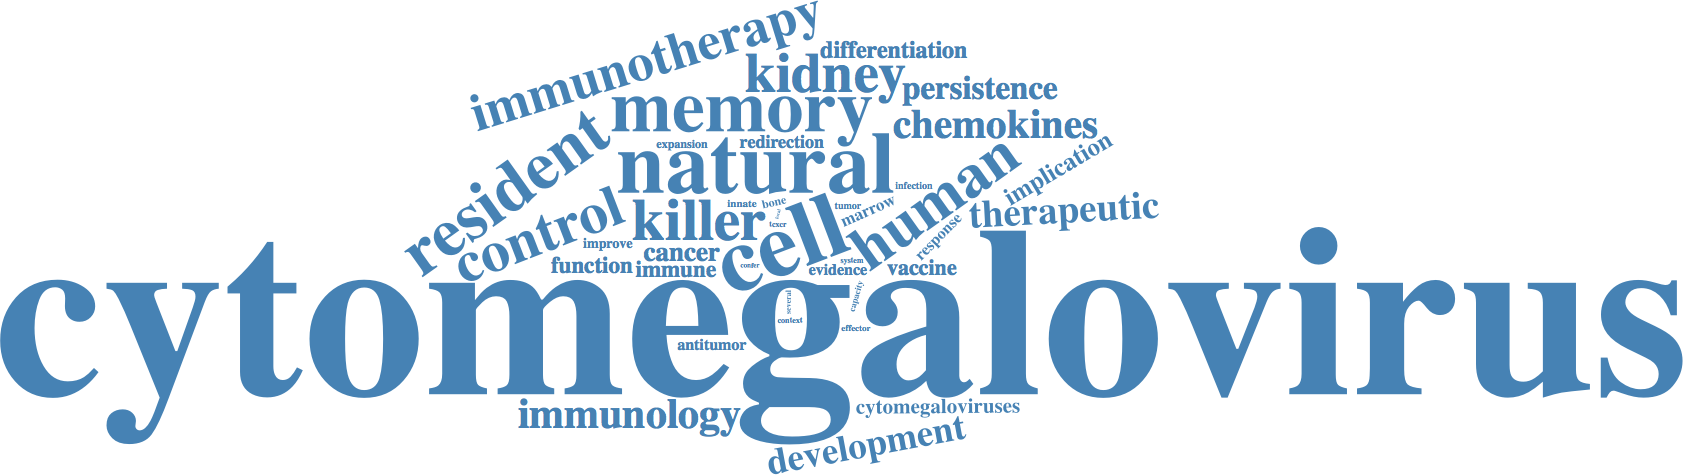 immunotherapy
differentiation
kidney
persistence
memory
chemokines
resident
expansion
redirection
natural
human
implication
infection
control
killer
innate
bone
tumor
marrow
cell
therapeutic
response
improve
cancer
function
immune
confer
system
evidence
vaccine
cytomegalovirus
several
capacity
context
effector
antitumor
immunology
cytomegaloviruses
development